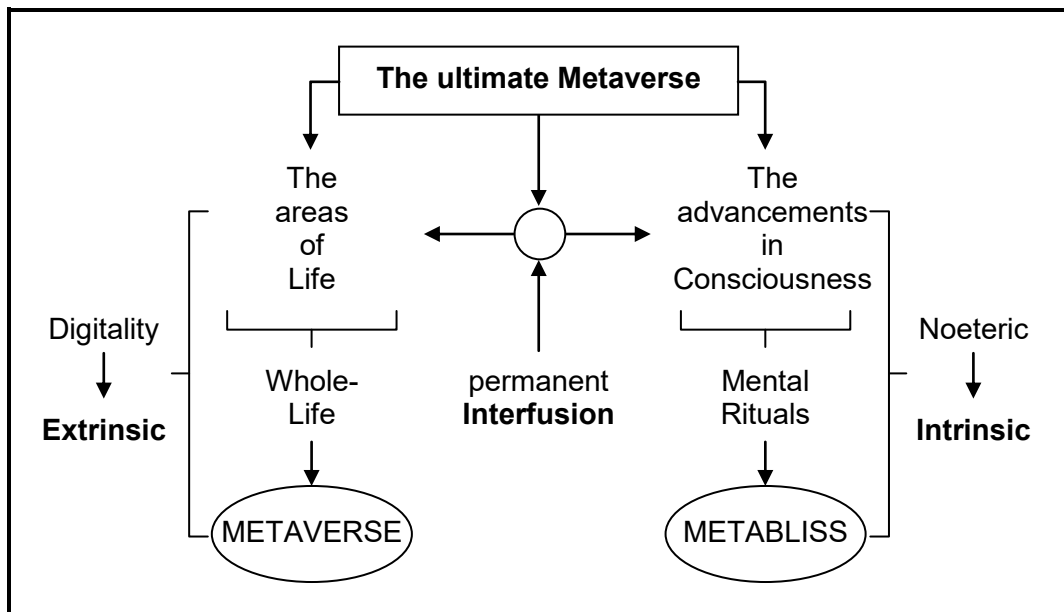 The ultimate Metaverse
The
areas
of
Life
The
advancements
in
Consciousness
Digitality
Extrinsic
Whole-
Life
permanent
Interfusion
Mental
Rituals
Noeteric
Intrinsic
METAVERSE
METABLISS